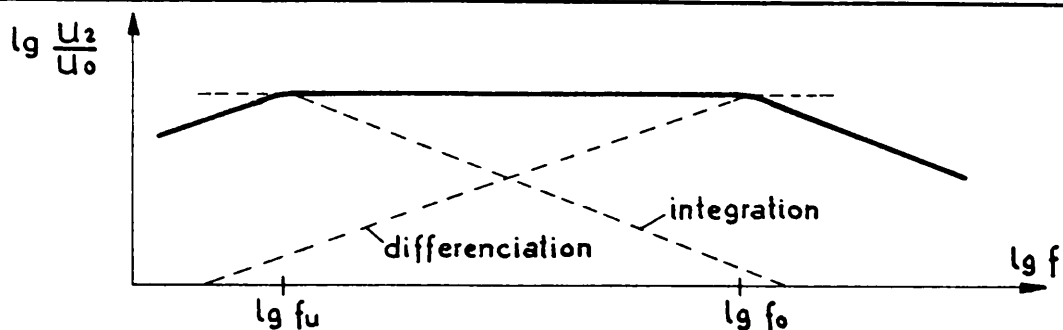 lg U2
U0
integration
differenciation
lg f
lg fu
lg fo